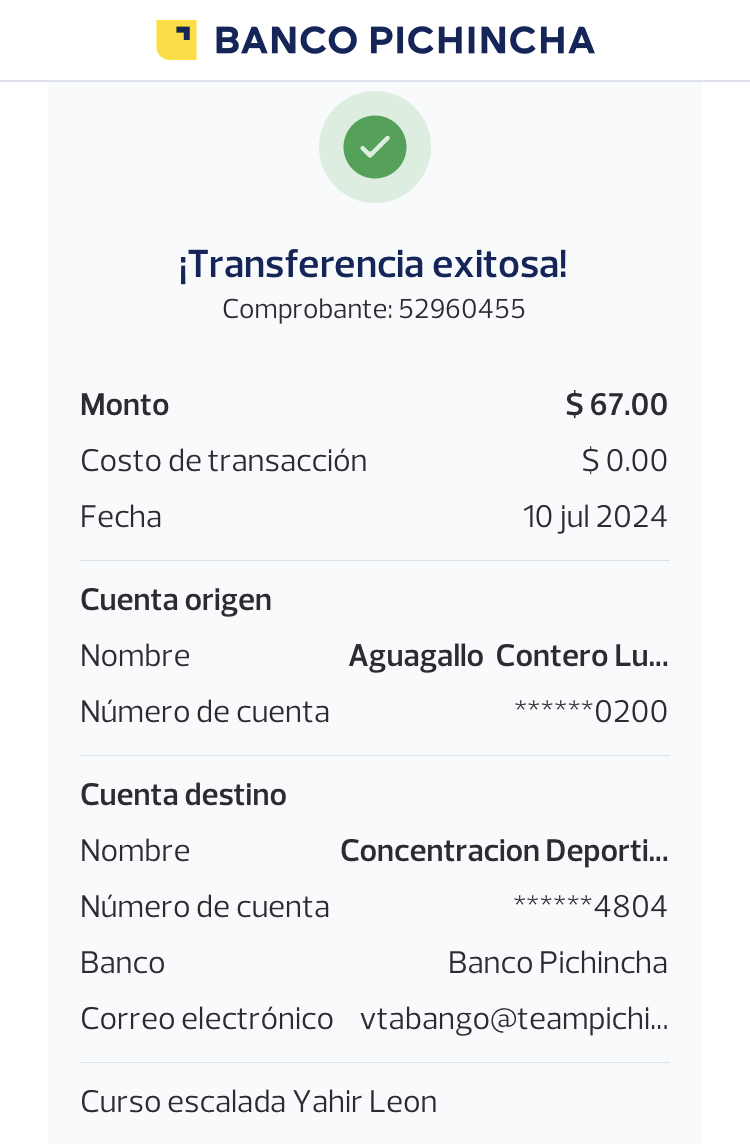 BANCO PICHINCHA
¡Transferencia exitosa!
Comprobante: 52960455
Monto $ 67.00
Costo de transacción $ 0.00
Fecha 10 jul 2024
Cuenta origen
Nombre Aguagallo Contero Lu...
Número de cuenta ******0200
Cuenta destino
Nombre Concentracion Deporti...
Número de cuenta ******4804
Banco Banco Pichincha
Correo electrónico vtabango@teampichi...
Curso escalada Yahir Leon